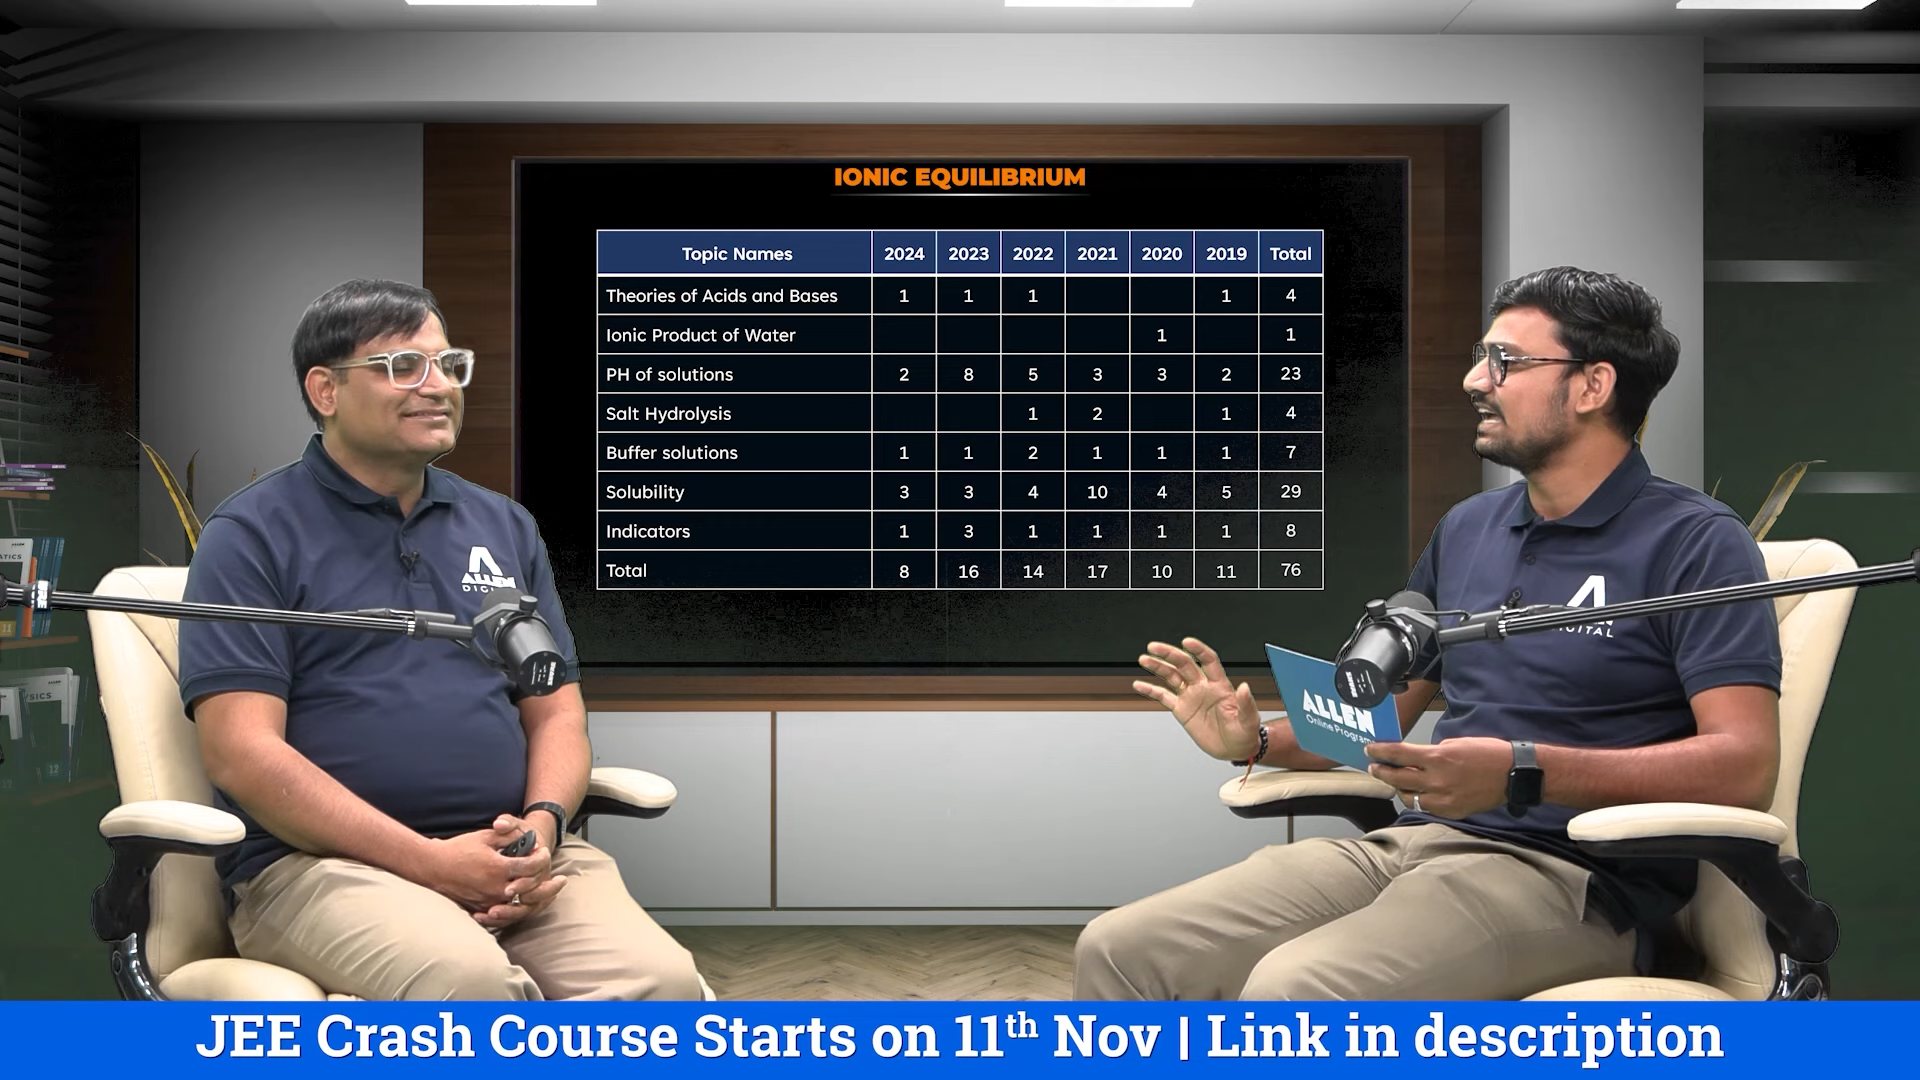 IONIC EQUILIBRIUM
Topic Names 2024 2023 2022 2021 2020 2019 Total
Theories of Acids and Bases 1 1 1 1 4
Ionic Product of Water 1 1
PH of solutions 2 8 5 3 3 2 23
Salt Hydrolysis 1 2 1 4
Buffer solutions 1 1 2 1 1 1 7
Solubility 3 3 4 10 4 5 29
Indicators 1 3 1 1 1 1 8
Total 8 16 14 17 10 11 76
ALLEN
ALLEN
Online Program
DIGITAL
11
12
JEE Crash Course Starts on 11th Nov | Link in description